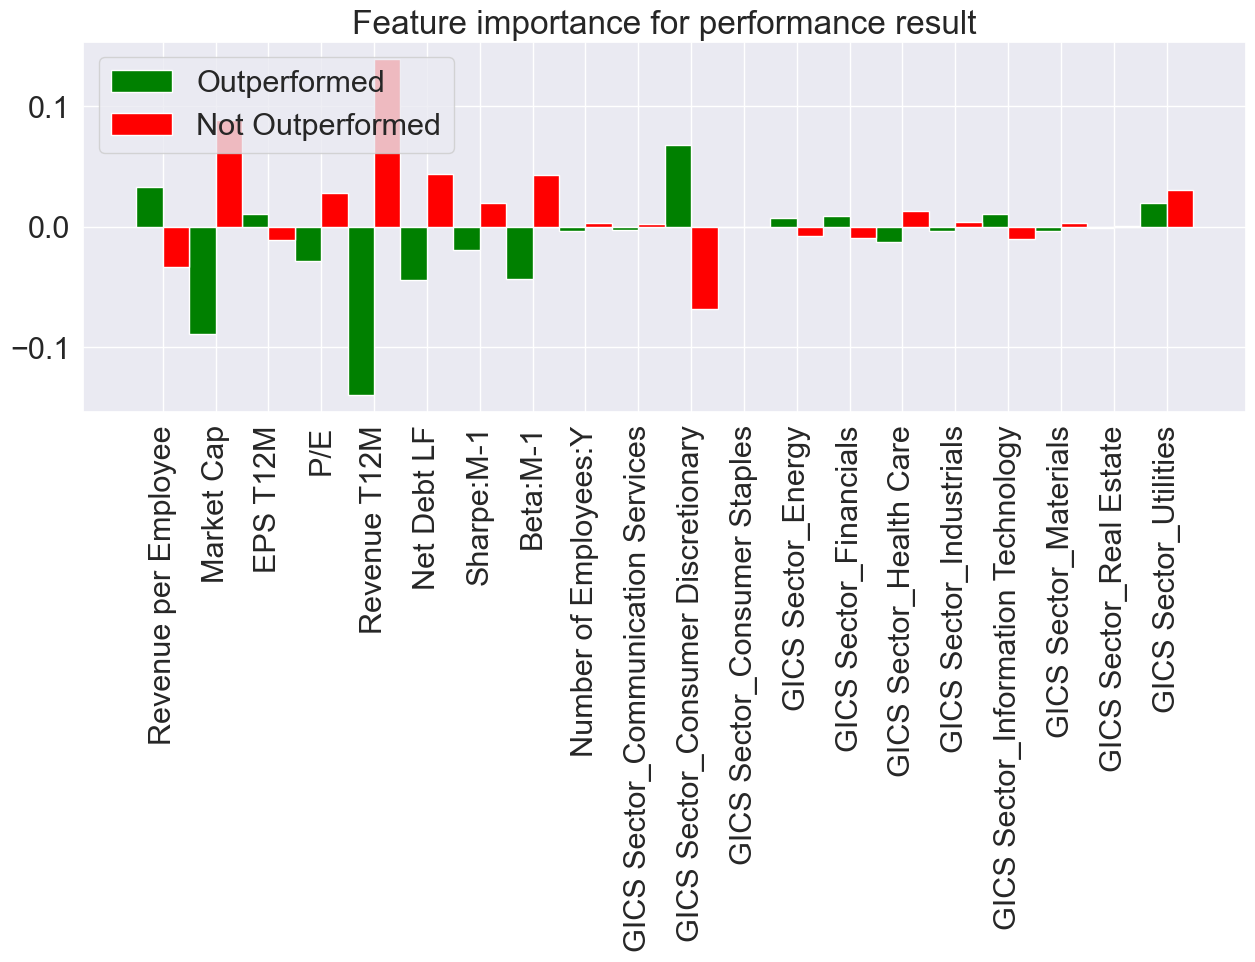 Feature importance for performance result
Outperformed
Not Outperformed
0.1
0.0
−0.1
Revenue per Employee
Market Cap
EPS T12M
P/E
Revenue T12M
Net Debt LF
Sharpe:M-1
Beta:M-1
Number of Employees:Y
GICS Sector_Communication Services
GICS Sector_Consumer Discretionary
GICS Sector_Consumer Staples
GICS Sector_Energy
GICS Sector_Financials
GICS Sector_Health Care
GICS Sector_Industrials
GICS Sector_Information Technology
GICS Sector_Materials
GICS Sector_Real Estate
GICS Sector_Utilities